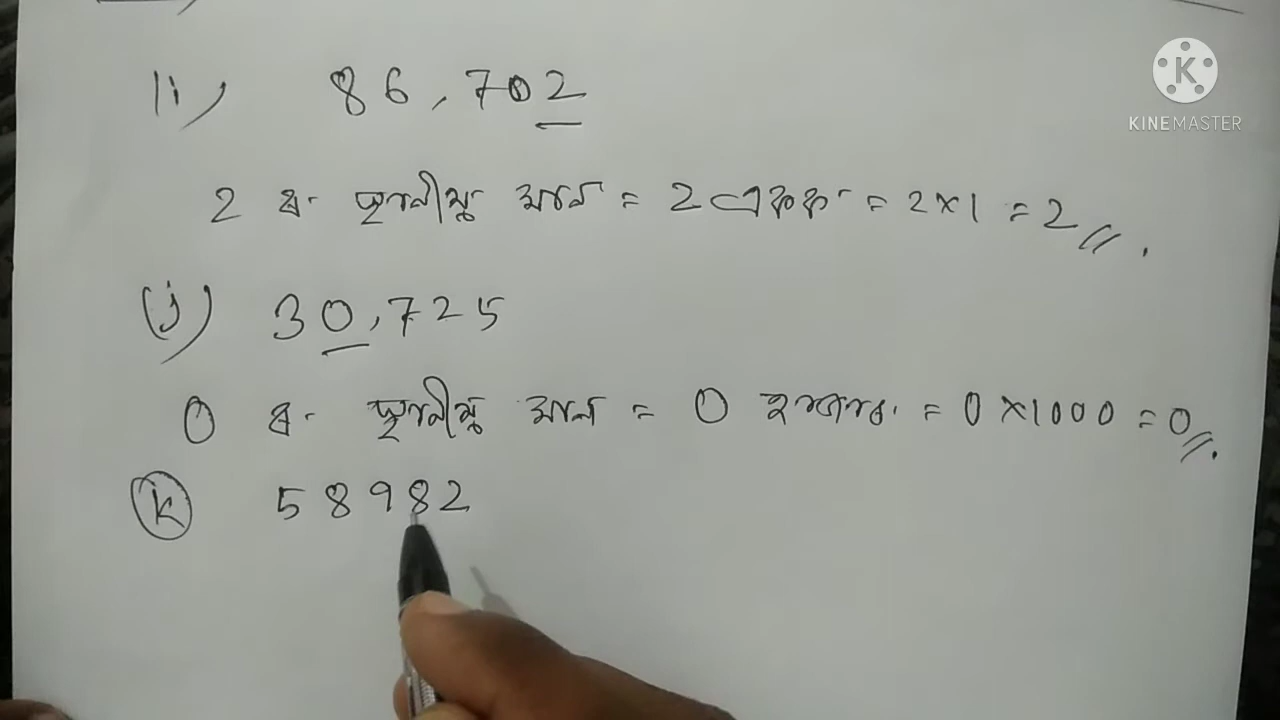 (i) 86,702
KINEMASTER
2 ৰ স্থানীয় মান = 2 একক = 2×1 = 2//.
(j) 30,725
0 ৰ স্থানীয় মান = 0 হাজাৰ = 0×1000 = 0//.
(k) 58982